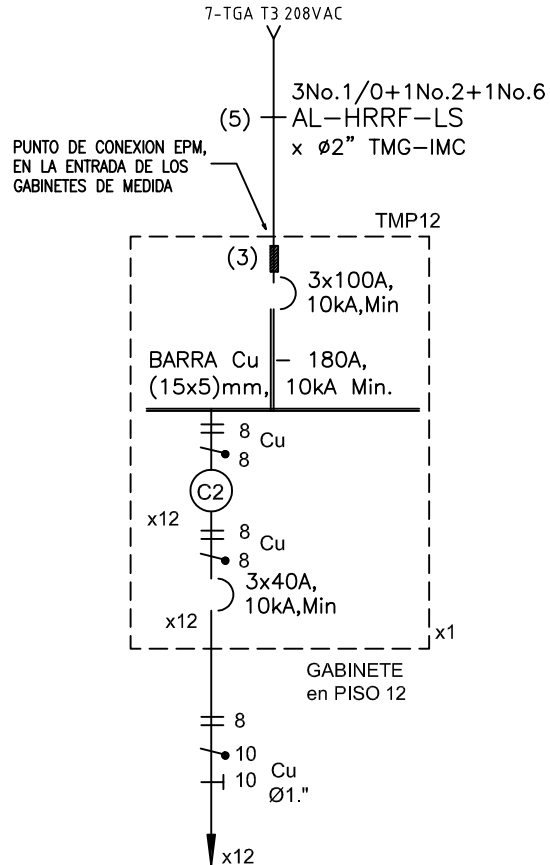 7-TGA T3 208VAC
3No.1/0+1No.2+1No.6
(5) AL-HRRF-LS
x ø2" TMG-IMC
PUNTO DE CONEXION EPM,
EN LA ENTRADA DE LOS
GABINETES DE MEDIDA
TMP12
(3)
3x100A,
10kA,Min
BARRA Cu 180A,
(15x5)mm, 10kA Min.
8 Cu
8
C2
x12
8 Cu
8
3x40A,
10kA,Min
x12
x1
GABINETE
en PISO 12
8
10
10 Cu
Ø1."
x12